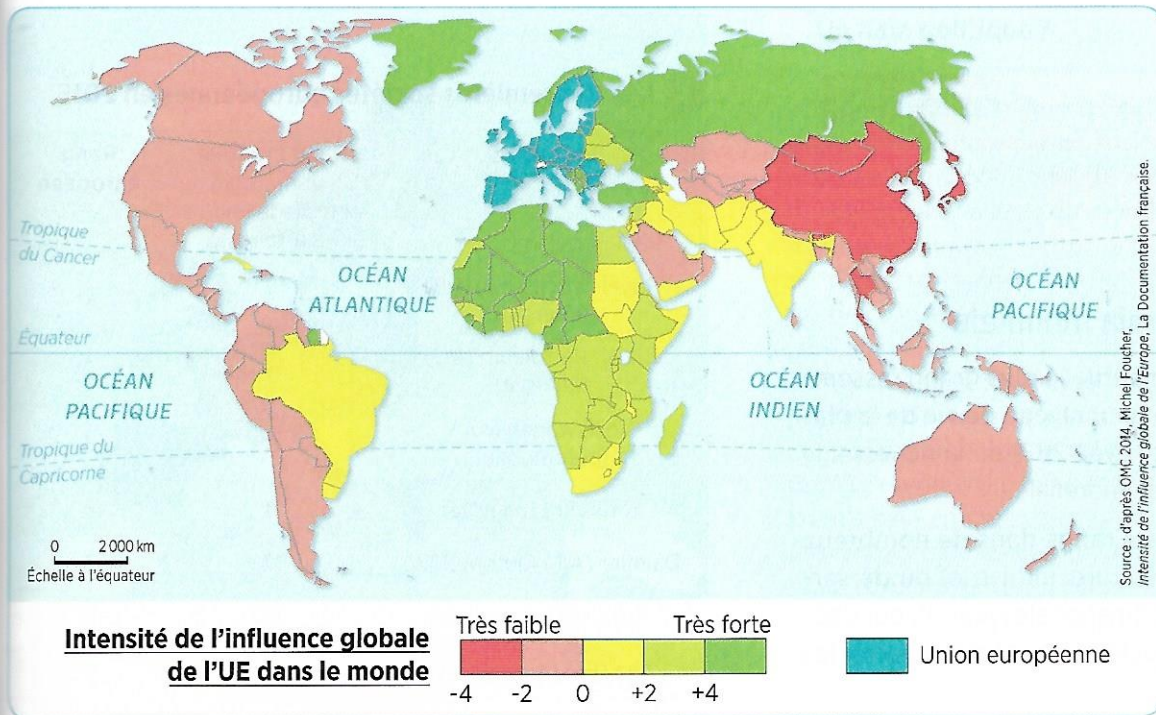 Tropique
du Cancer
OCÉAN
ATLANTIQUE
OCÉAN
PACIFIQUE
Équateur
OCÉAN
PACIFIQUE
OCÉAN
INDIEN
Tropique du
Capricorne
0 2 000 km
Échelle à l'équateur
Source : d'après OMC 2014, Michel Foucher,
Intensité de l'influence globale de l'Europe, La Documentation française.
Intensité de l'influence globale
de l'UE dans le monde
Très faible Très forte
-4 -2 0 +2 +4
Union européenne